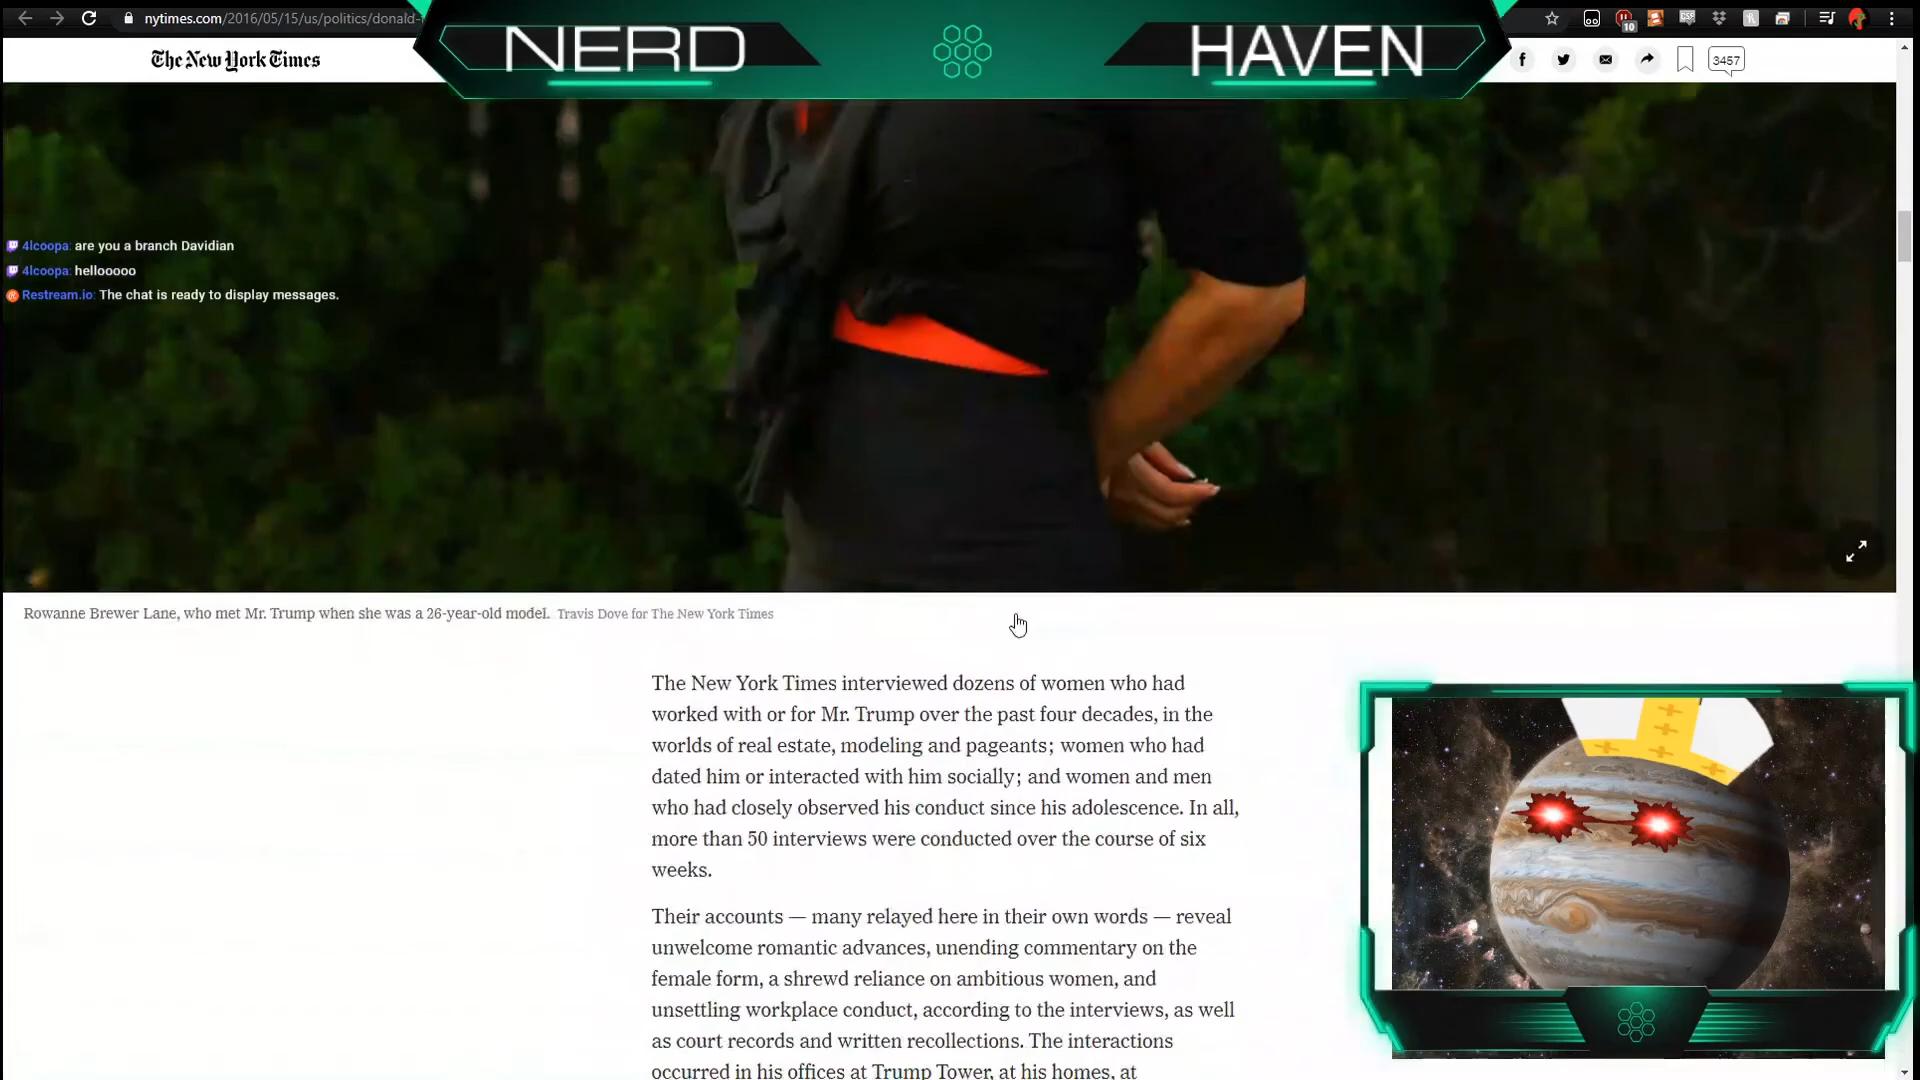 nytimes.com/2016/05/15/us/politics/donald-
10
NERD
HAVEN
The New York Times
3457
4lcoopa: are you a branch Davidian
4lcoopa: hellooooo
Restream.io: The chat is ready to display messages.
Rowanne Brewer Lane, who met Mr. Trump when she was a 26-year-old model. Travis Dove for The New York Times
The New York Times interviewed dozens of women who had
worked with or for Mr. Trump over the past four decades, in the
worlds of real estate, modeling and pageants; women who had
dated him or interacted with him socially; and women and men
who had closely observed his conduct since his adolescence. In all,
more than 50 interviews were conducted over the course of six
weeks.
Their accounts — many relayed here in their own words — reveal
unwelcome romantic advances, unending commentary on the
female form, a shrewd reliance on ambitious women, and
unsettling workplace conduct, according to the interviews, as well
as court records and written recollections. The interactions
occurred in his offices at Trump Tower, at his homes, at